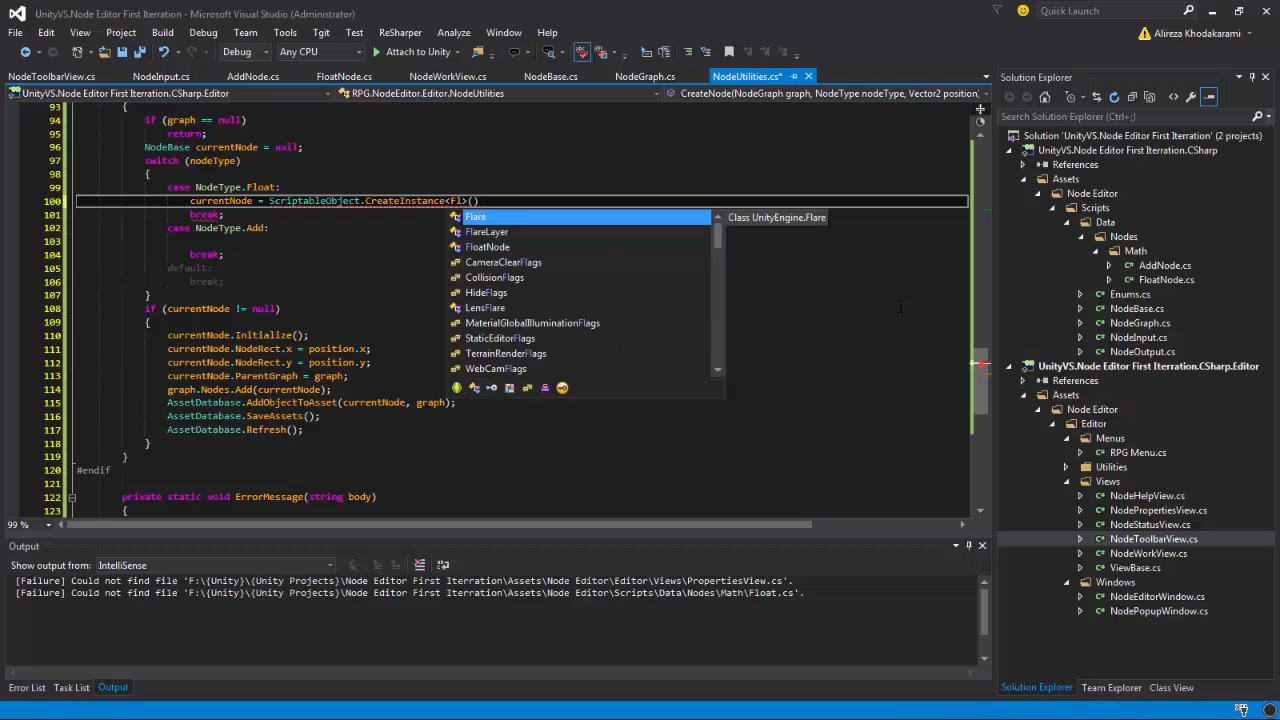 UnityVS.Node Editor First Iterration - Microsoft Visual Studio (Administrator)
Quick Launch
File Edit View Project Build Debug Team Tools Test ReSharper Analyze Window Help
Alireza Khodakarami
Debug Any CPU Attach to Unity
NodeToolbarView.cs NodeInput.cs AddNode.cs FloatNode.cs NodeWorkView.cs NodeBase.cs NodeGraph.cs NodeUtilities.cs*
UnityVS.Node Editor First Iterration.CSharp.Editor RPG.NodeEditor.Editor.NodeUtilities CreateNode(NodeGraph graph, NodeType nodeType, Vector2 position,
93 {
94 if (graph == null)
95 return;
96 NodeBase currentNode = null;
97 switch (nodeType)
98 {
99 case NodeType.Float:
100 currentNode = ScriptableObject.CreateInstance<Fl>()
101 break;
102 case NodeType.Add:
103
104 break;
105 default:
106 break;
107 }
108 if (currentNode != null)
109 {
110 currentNode.Initialize();
111 currentNode.NodeRect.x = position.x;
112 currentNode.NodeRect.y = position.y;
113 currentNode.ParentGraph = graph;
114 graph.Nodes.Add(currentNode);
115 AssetDatabase.AddObjectToAsset(currentNode, graph);
116 AssetDatabase.SaveAssets();
117 AssetDatabase.Refresh();
118 }
119 }
120 #endif
121
122 private static void ErrorMessage(string body)
123 {
Flare
FlareLayer
FloatNode
CameraClearFlags
CollisionFlags
HideFlags
LensFlare
MaterialGlobalIlluminationFlags
StaticEditorFlags
TerrainRenderFlags
WebCamFlags
Class UnityEngine.Flare
99 %
Output
Show output from: IntelliSense
[Failure] Could not find file 'F:\{Unity}\{Unity Projects}\Node Editor First Iterration\Assets\Node Editor\Editor\Views\PropertiesView.cs'.
[Failure] Could not find file 'F:\{Unity}\{Unity Projects}\Node Editor First Iterration\Assets\Node Editor\Scripts\Data\Nodes\Math\Float.cs'.
Error List Task List Output
Solution Explorer
Search Solution Explorer (Ctrl+;)
Solution 'UnityVS.Node Editor First Iterration' (2 projects)
UnityVS.Node Editor First Iterration.CSharp
References
Assets
Node Editor
Scripts
Data
Nodes
Math
AddNode.cs
FloatNode.cs
Enums.cs
NodeBase.cs
NodeGraph.cs
NodeInput.cs
NodeOutput.cs
UnityVS.Node Editor First Iterration.CSharp.Editor
References
Assets
Node Editor
Editor
Menus
RPG Menu.cs
Utilities
Views
NodeHelpView.cs
NodePropertiesView.cs
NodeStatusView.cs
NodeToolbarView.cs
NodeWorkView.cs
ViewBase.cs
Windows
NodeEditorWindow.cs
NodePopupWindow.cs
Solution Explorer Team Explorer Class View